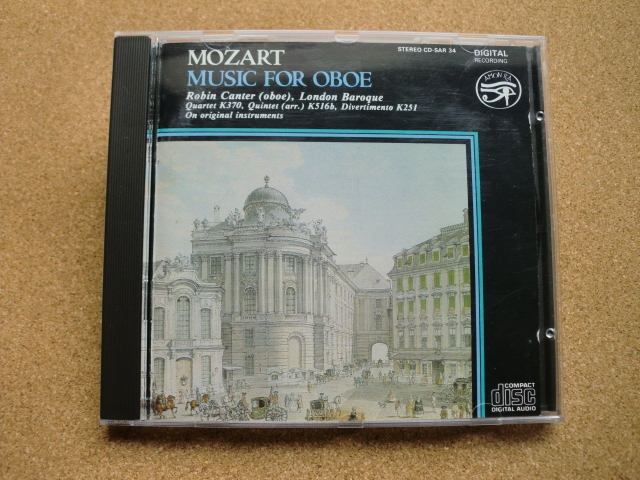 MOZART
MUSIC FOR OBOE
Robin Canter (oboe), London Baroque
Quartet K370, Quintet (arr.) K516b, Divertimento K251
On original instruments
STEREO CD-SAR 34
DIGITAL
RECORDING
AMON RA
COMPACT
disc
DIGITAL AUDIO